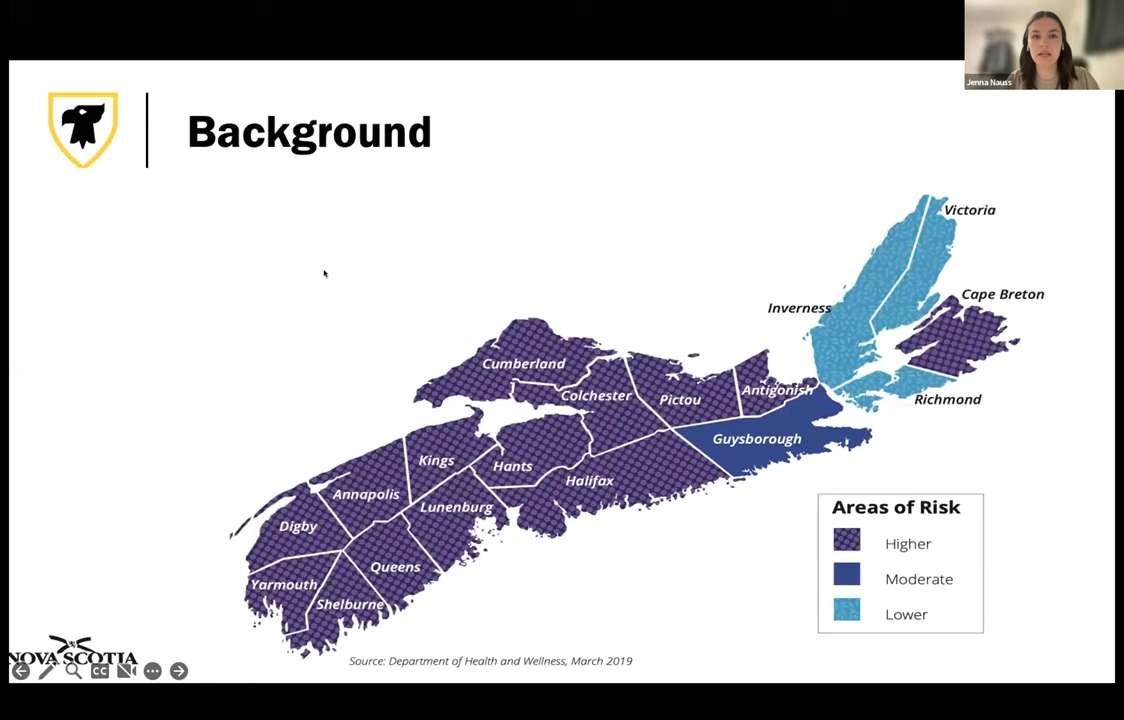 Jenna Nauss
Background
Victoria
Cape Breton
Inverness
Cumberland
Colchester
Pictou
Antigonish
Richmond
Guysborough
Kings
Hants
Halifax
Annapolis
Lunenburg
Digby
Queens
Yarmouth
Shelburne
Areas of Risk
Higher
Moderate
Lower
NOVA SCOTIA
Source: Department of Health and Wellness, March 2019
CC